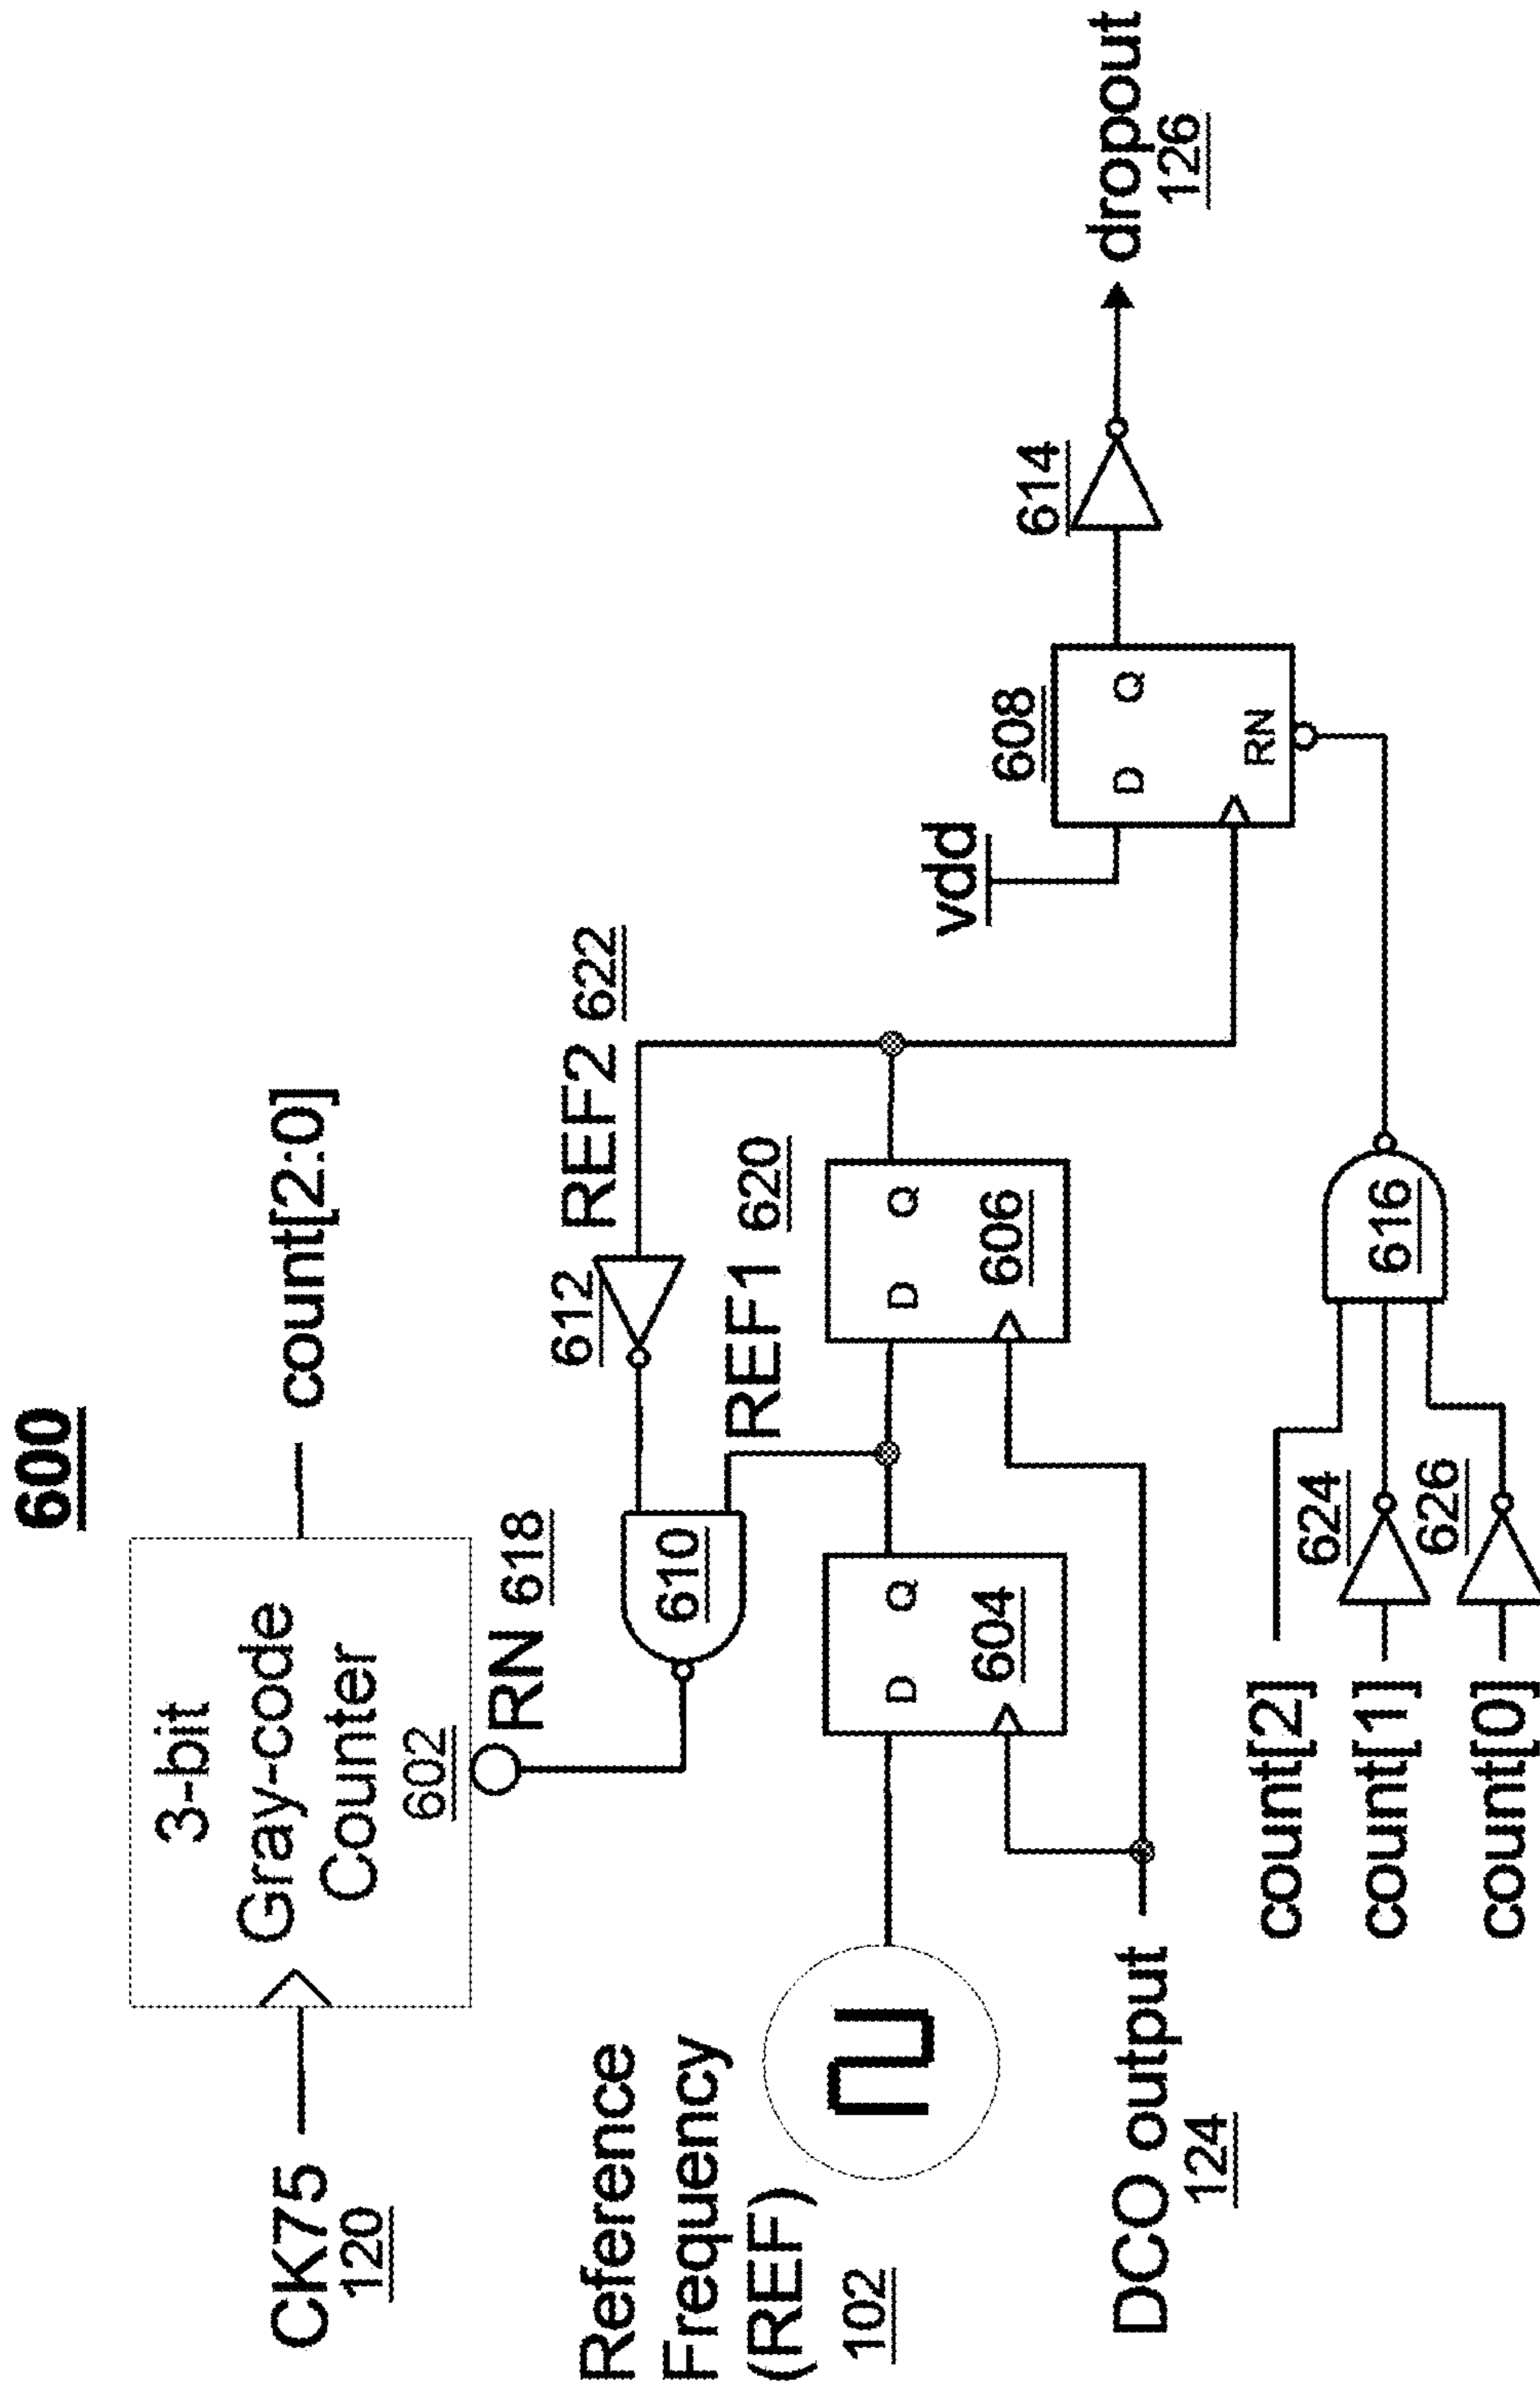 600
CK75
120
3-bit
Gray-code
Counter
602
count[2:0]
RN 618
612
REF2 622
610
REF1 620
Reference
Frequency
(REF)
102
D Q
604
D Q
606
DCO output
124
vdd
608
D Q
RN
614
dropout
126
count[2]
count[1]
count[0]
624
626
616